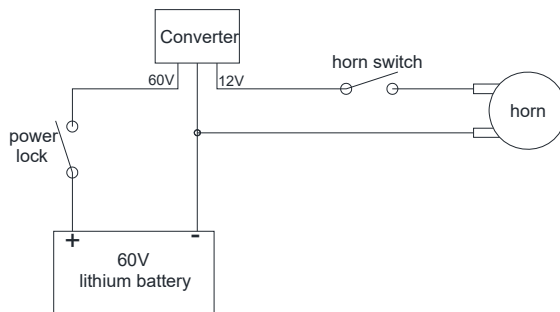 Converter
60V
12V
horn switch
horn
power
lock
+
-
60V
lithium battery